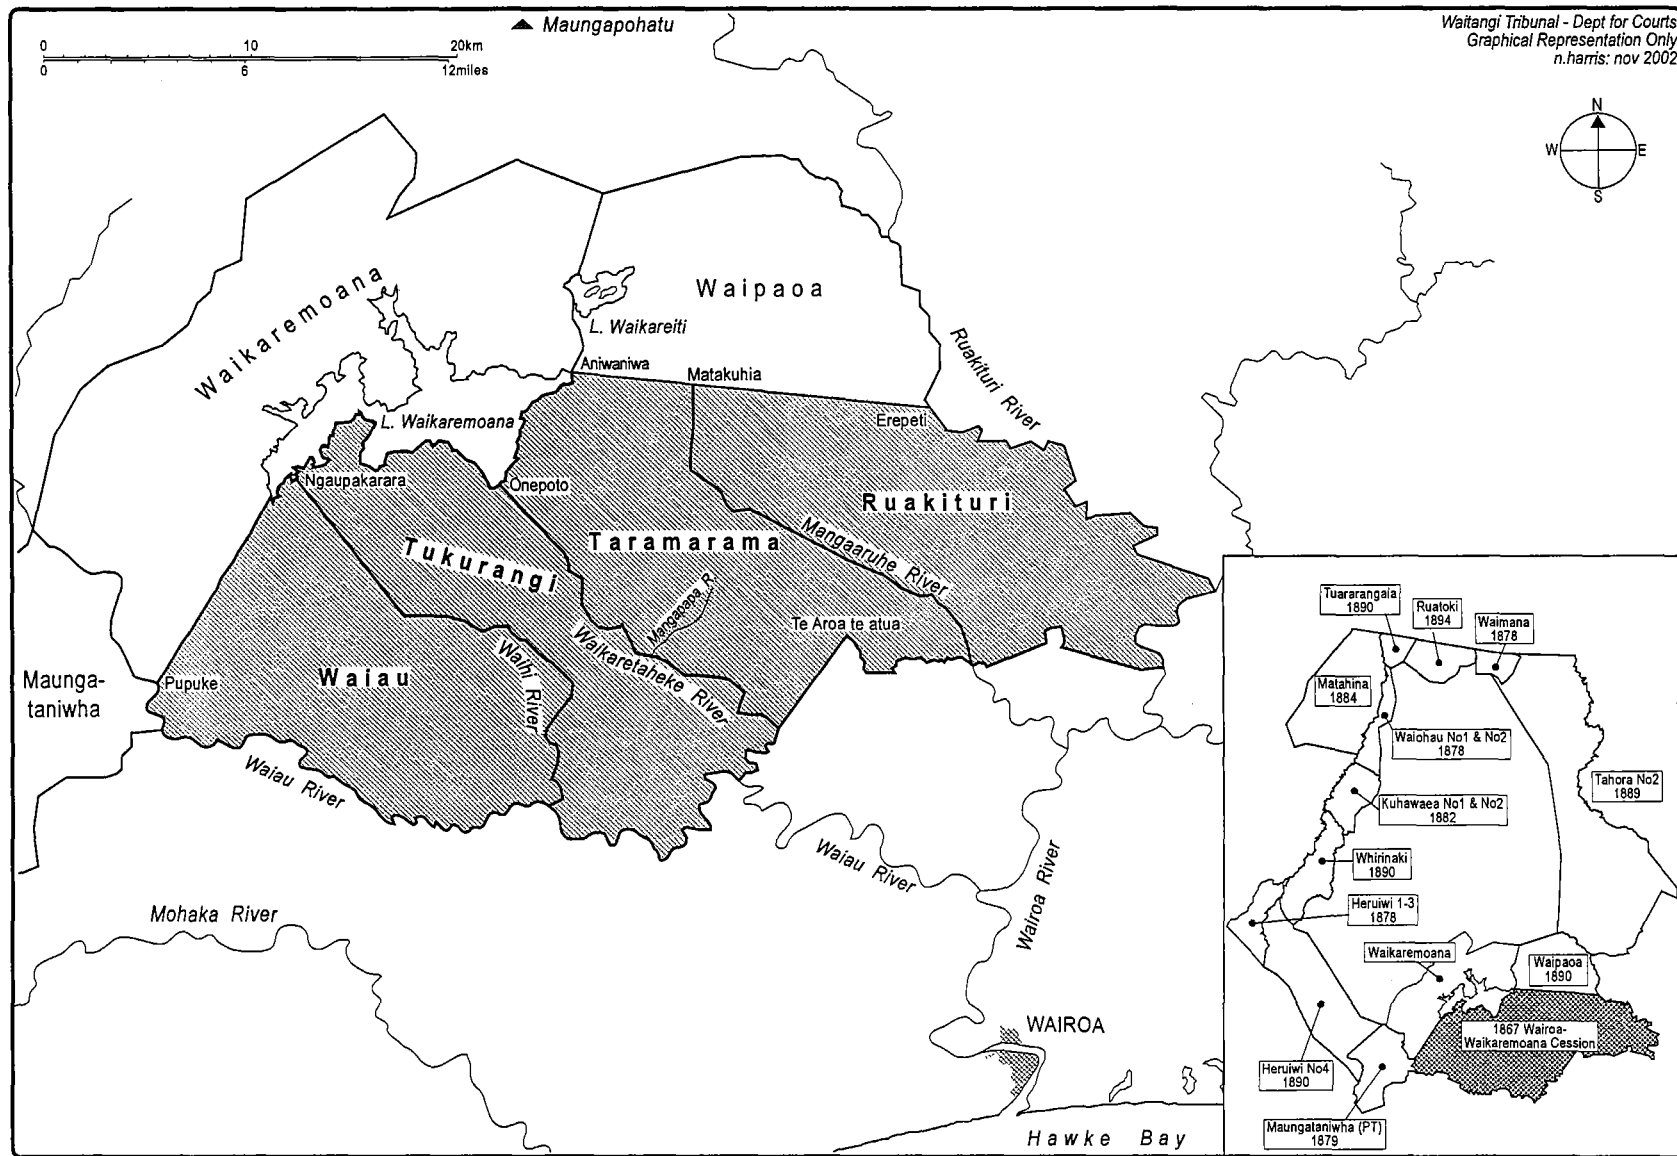 Maungapohatu
Waitangi Tribunal - Dept for Courts
Graphical Representation Only
n.harris: nov 2002
0 10 20km
0 6 12miles
N
W E
S
Waikaremoana
Waipaoa
L. Waikareiti
Aniwaniwa
Matakuhia
Ruakituri River
L. Waikaremoana
Erepeti
Ngaupakarara
Onepoto
Ruakituri
Tukurangi
Taramarama
Mangaaruhe River
Mangapapa R.
Te Aroa te atua
Waikaretaheke River
Waihi River
Waiau
Pupuke
Maunga-
taniwha
Waiau River
Waiau River
Wairoa River
Mohaka River
WAIROA
Hawke Bay
Tuararangaia
1890
Ruatoki
1894
Waimana
1878
Matahina
1884
Waiohau No1 & No2
1878
Tahora No2
1889
Kuhawaea No1 & No2
1882
Whirinaki
1890
Heruiwi 1-3
1878
Waikaremoana
Waipaoa
1890
1867 Wairoa-
Waikaremoana Cession
Heruiwi No4
1890
Maungataniwha (PT)
1879